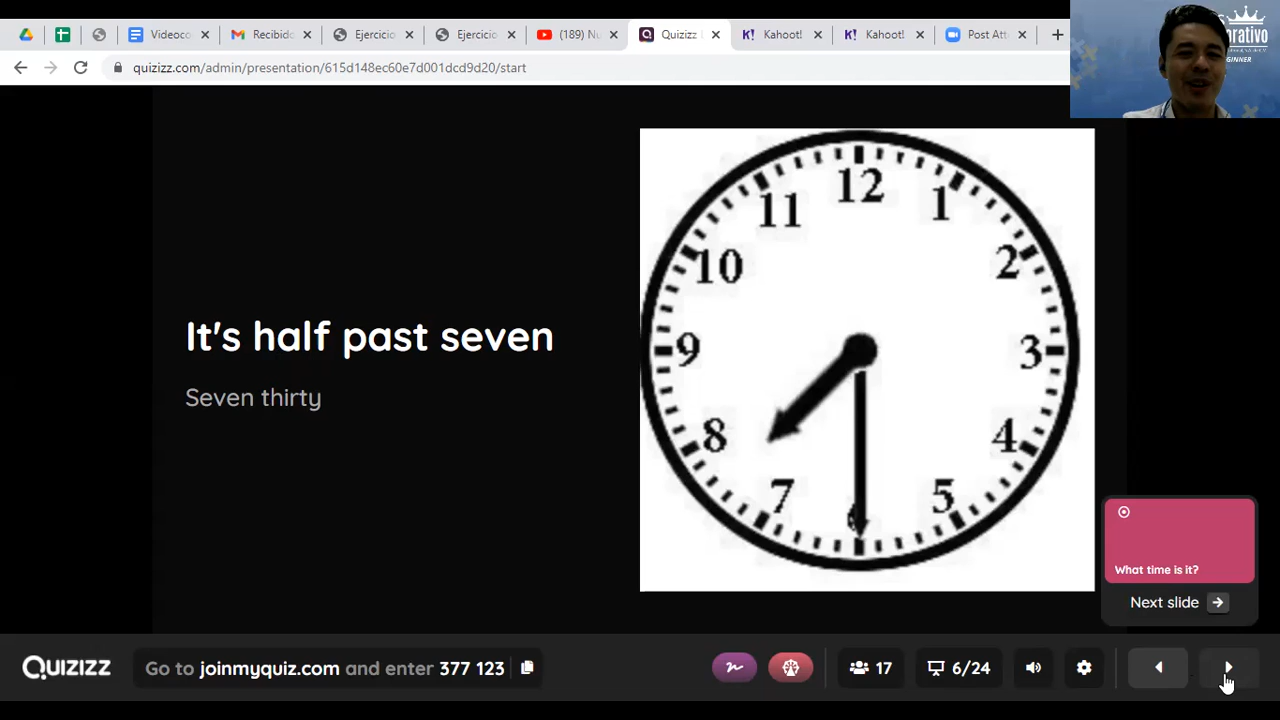 Videoco
Recibido
Ejercicio
Ejercicio
(189) Nu
Quizizz
Kahoot!
Kahoot!
Post Atte
quizizz.com/admin/presentation/615d148ec60e7d001dcd9d20/start
It's half past seven
Seven thirty
12
11
1
10
2
9
3
8
4
7
5
What time is it?
Next slide
QUIZIZZ
Go to joinmyquiz.com and enter 377 123
17
6/24